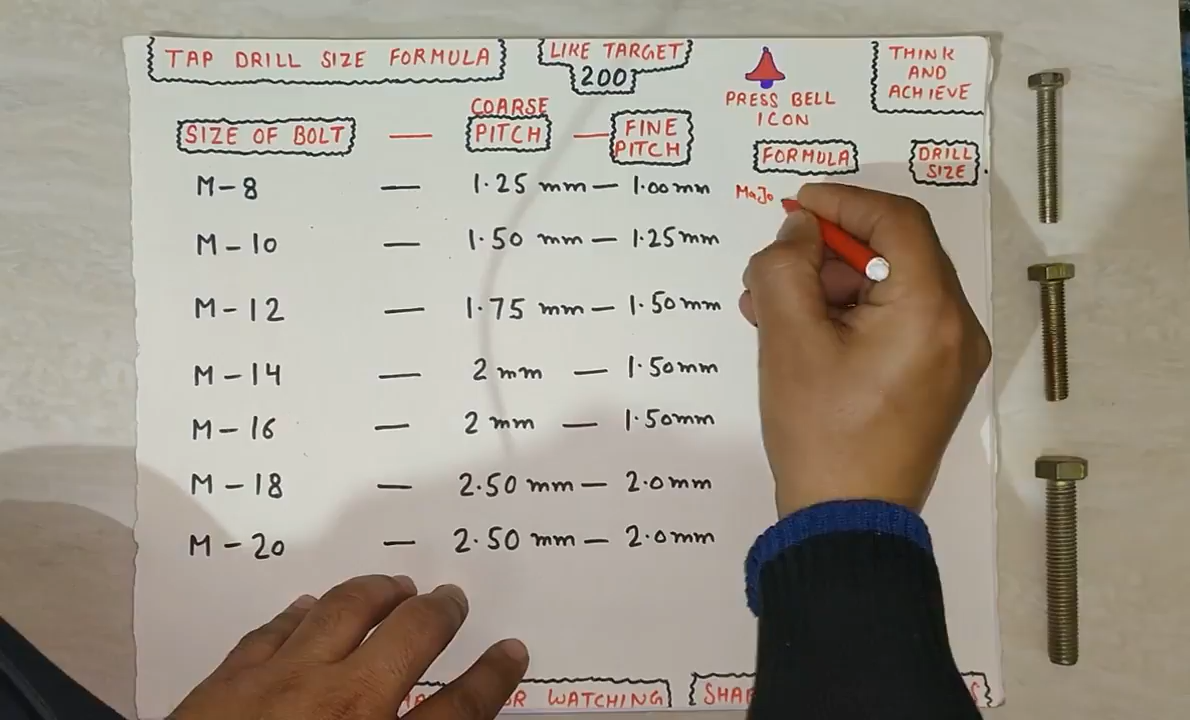 TAP DRILL SIZE FORMULA
LIKE TARGET
200
PRESS BELL
ICON
THINK
AND
ACHIEVE
SIZE OF BOLT — COARSE PITCH — FINE PITCH
FORMULA
DRILL
SIZE
M-8 — 1.25 mm — 1.00mm MaJo
M-10 — 1.50 mm — 1.25mm
M-12 — 1.75 mm — 1.50mm
M-14 — 2 mm — 1.50mm
M-16 — 2 mm — 1.50mm
M-18 — 2.50 mm — 2.0mm
M-20 — 2.50 mm — 2.0mm
WATCHING